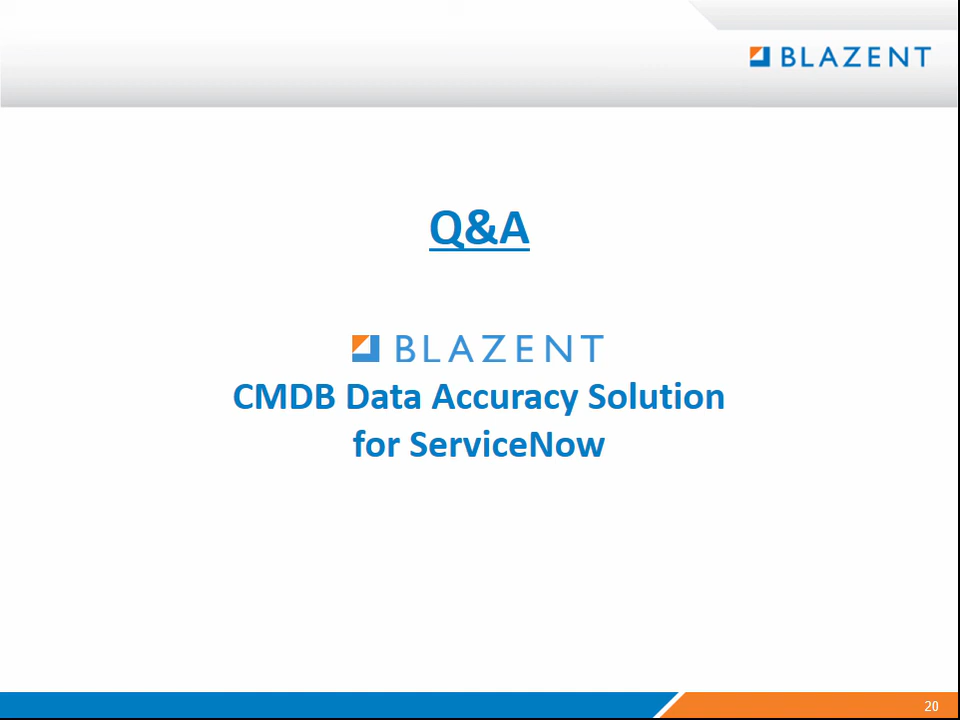 BLAZENT
Q&A
BLAZENT
CMDB Data Accuracy Solution
for ServiceNow
20